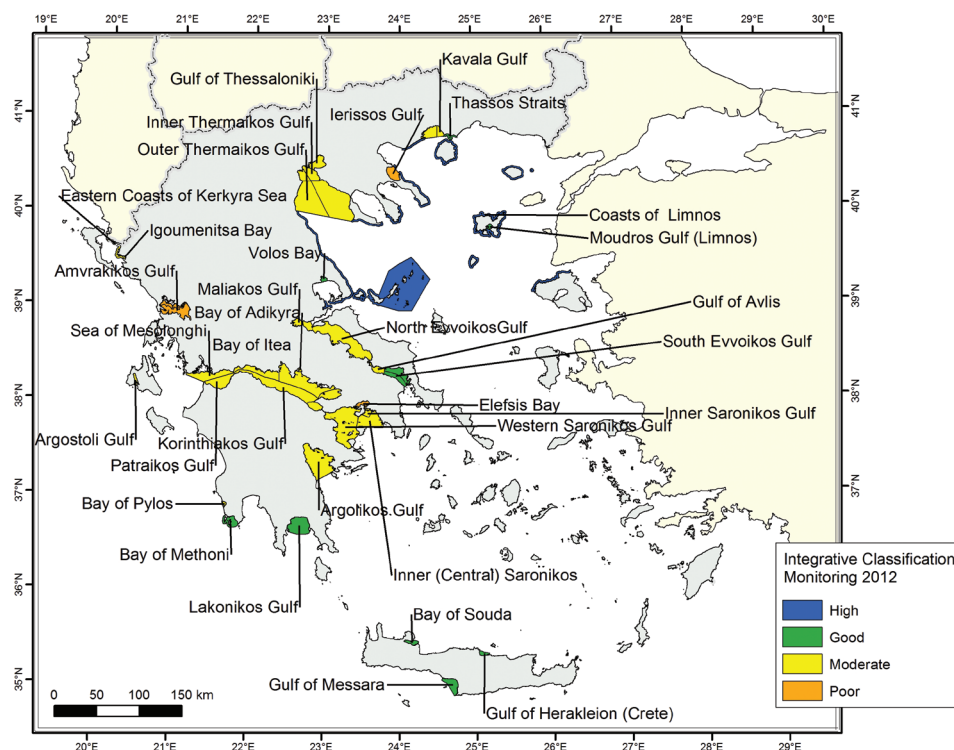 19°E 20°E 21°E 22°E 23°E 24°E 25°E 26°E 27°E 28°E 29°E 30°E
Kavala Gulf
Gulf of Thessaloniki
Ierissos Gulf
Thassos Straits
41°N
41°N
Inner Thermaikos Gulf
Outer Thermaikos Gulf
Eastern Coasts of Kerkyra Sea
40°N
40°N
Coasts of Limnos
Igoumenitsa Bay
Moudros Gulf (Limnos)
Volos Bay
Amvrakikos Gulf
Maliakos Gulf
39°N
39°N
Gulf of Avlis
Bay of Adikyra
Sea of Mesolonghi
North EvvoikosGulf
Bay of Itea
South Evvoikos Gulf
38°N
38°N
Elefsis Bay
Inner Saronikos Gulf
Western Saronikos Gulf
Argostoli Gulf
Korinthiakos Gulf
Patraikos Gulf
37°N
37°N
Bay of Pylos
Argolikos Gulf
Bay of Methoni
Inner (Central) Saronikos
36°N
Lakonikos Gulf
Bay of Souda
35°N
Gulf of Messara
Gulf of Herakleion (Crete)
0 50 100 150 km
Integrative Classification
Monitoring 2012
High
Good
Moderate
Poor
20°E 21°E 22°E 23°E 24°E 25°E 26°E 27°E 28°E